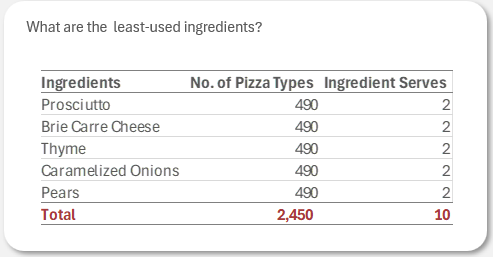 What are the least-used ingredients?
Ingredients No. of Pizza Types Ingredient Serves
Prosciutto 490 2
Brie Carre Cheese 490 2
Thyme 490 2
Caramelized Onions 490 2
Pears 490 2
Total 2,450 10